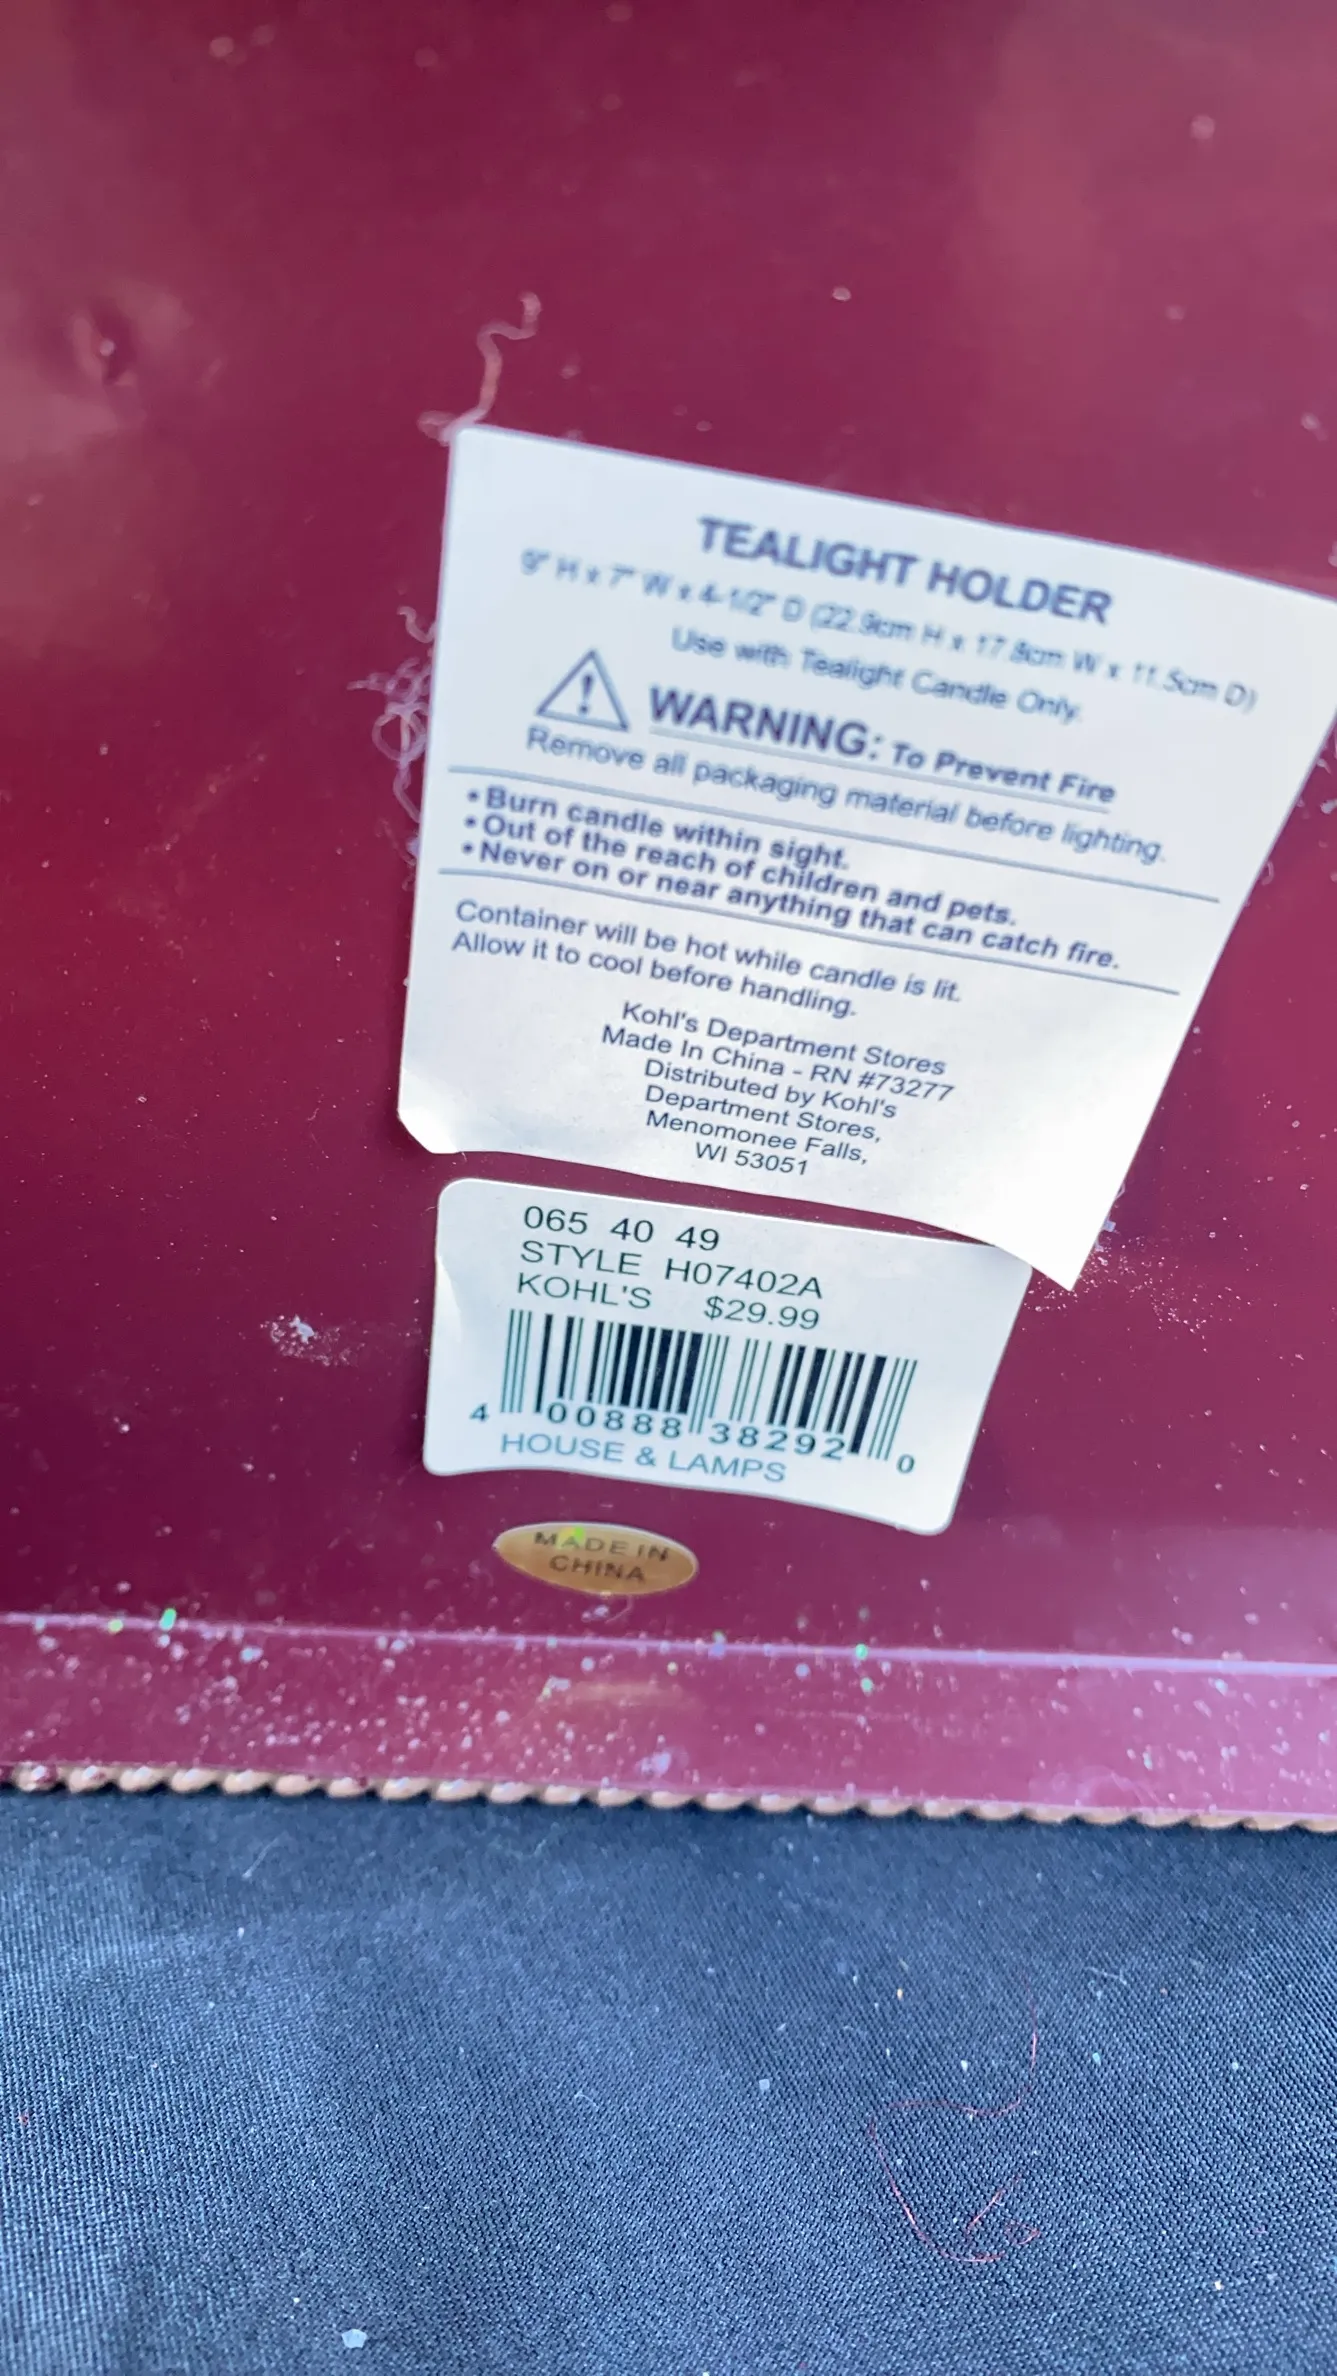 TEALIGHT HOLDER
9" H x 7" W x 4-1/2" D (22.9cm H x 17.8cm W x 11.5cm D)
Use with Tealight Candle Only.
WARNING: To Prevent Fire
Remove all packaging material before lighting.
• Burn candle within sight.
• Out of the reach of children and pets.
• Never on or near anything that can catch fire.
Container will be hot while candle is lit.
Allow it to cool before handling.
Kohl's Department Stores
Made In China - RN #73277
Distributed by Kohl's
Department Stores,
Menomonee Falls,
WI 53051
065 40 49
STYLE H07402A
KOHL'S $29.99
4 00888 38292 0
HOUSE & LAMPS
MADE IN
CHINA